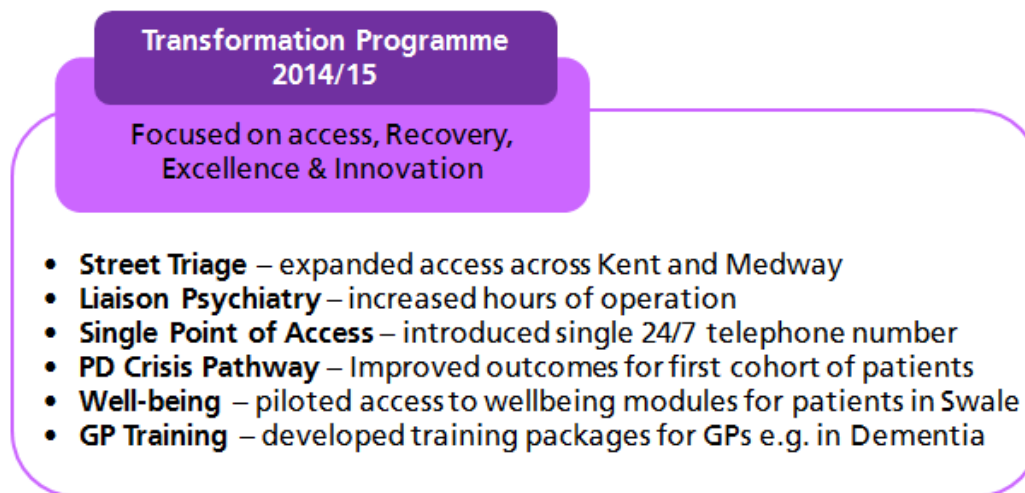 Transformation Programme
2014/15
Focused on access, Recovery,
Excellence & Innovation
• Street Triage – expanded access across Kent and Medway
• Liaison Psychiatry – increased hours of operation
• Single Point of Access – introduced single 24/7 telephone number
• PD Crisis Pathway – Improved outcomes for first cohort of patients
• Well-being – piloted access to wellbeing modules for patients in Swale
• GP Training – developed training packages for GPs e.g. in Dementia